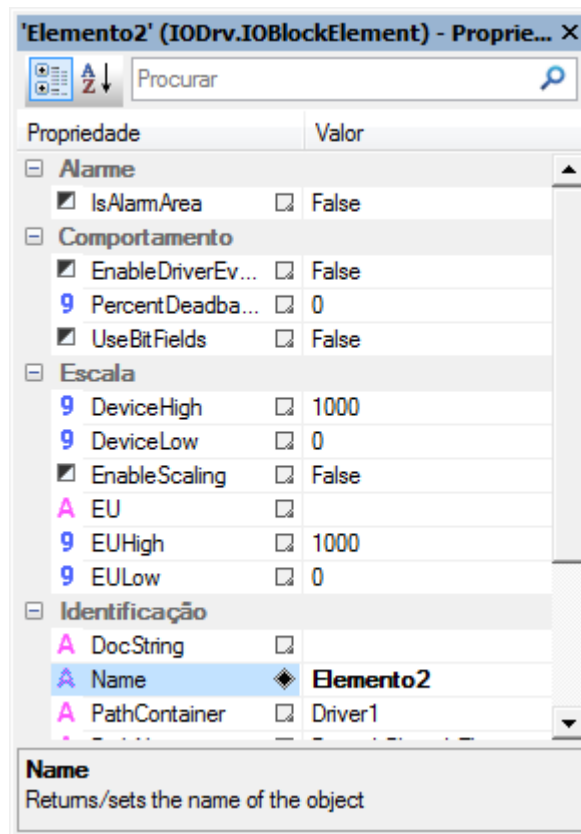 'Elemento2' (IODrv.IOBlockElement) - Proprie...
Procurar
Propriedade Valor
Alarme
IsAlarmArea False
Comportamento
EnableDriverEv... False
PercentDeadba... 0
UseBitFields False
Escala
DeviceHigh 1000
DeviceLow 0
EnableScaling False
EU
EUHigh 1000
EULow 0
Identificação
DocString
Name Elemento2
PathContainer Driver1
Name
Returns/sets the name of the object